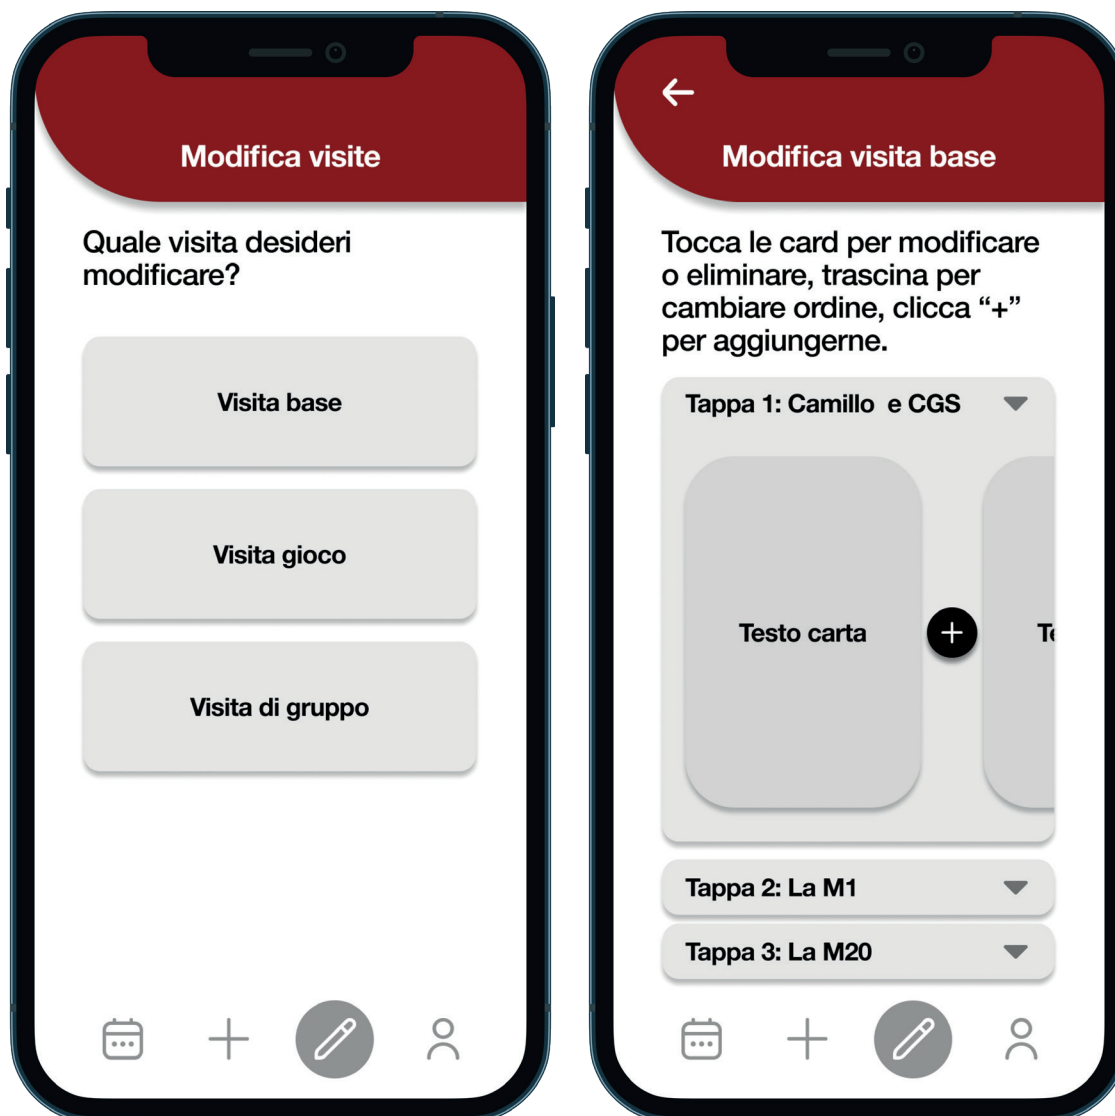 Modifica visite
Quale visita desideri
modificare?
Visita base
Visita gioco
Visita di gruppo
Modifica visita base
Tocca le card per modificare
o eliminare, trascina per
cambiare ordine, clicca “+”
per aggiungerne.
Tappa 1: Camillo e CGS
Testo carta
Te
Tappa 2: La M1
Tappa 3: La M20